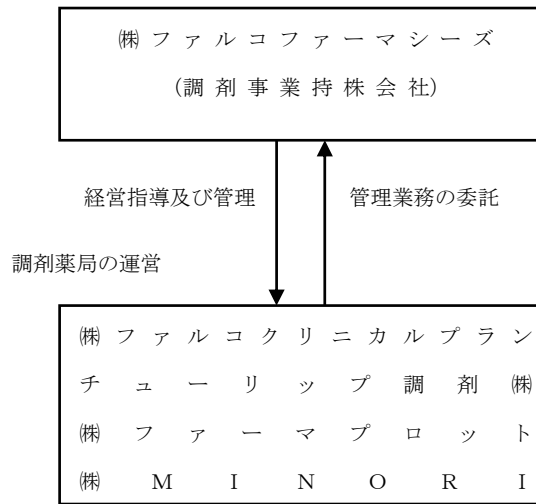 ㈱ファルコファーマシーズ
(調剤事業持株会社)
経営指導及び管理
管理業務の委託
調剤薬局の運営
㈱ファルコクリニカルプラン
チューリップ調剤㈱
㈱ファーマプロット
㈱MINORI